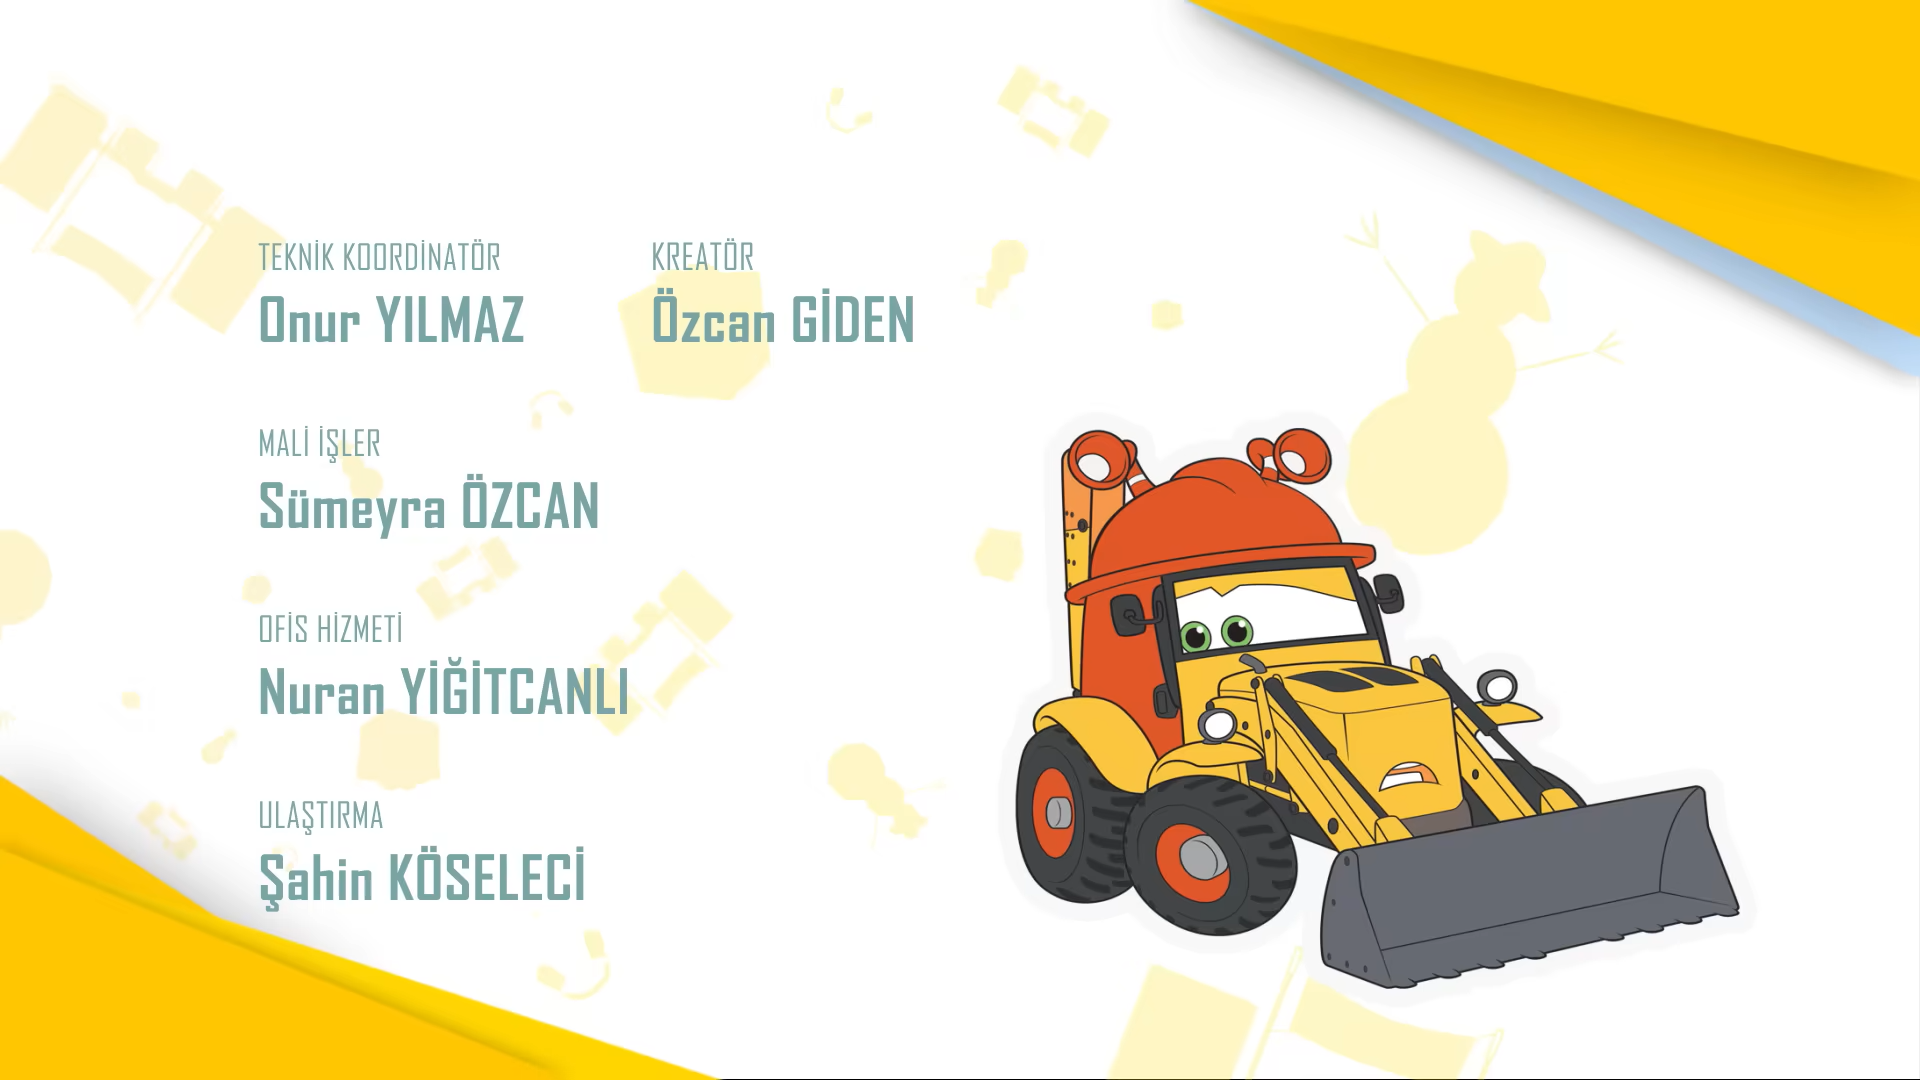 TEKNİK KOORDİNATÖR
Onur YILMAZ
KREATÖR
Özcan GİDEN
MALİ İŞLER
Sümeyra ÖZCAN
OFİS HİZMETİ
Nuran YİĞİTCANLI
ULAŞTIRMA
Şahin KÖSELECİ